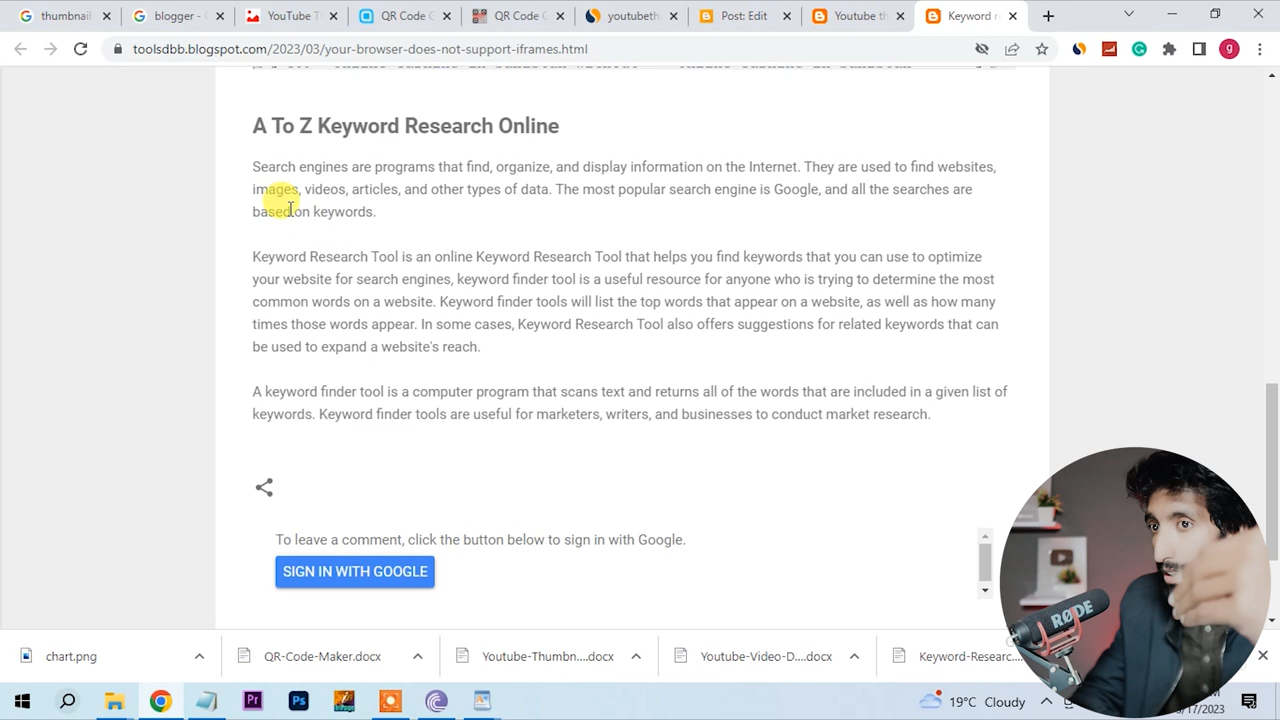 thumbnail
blogger -
YouTube T
QR Code G
QR Code G
youtubeth
Post: Edit
Youtube th
Keyword r
toolsdbb.blogspot.com/2023/03/your-browser-does-not-support-iframes.html
g
A To Z Keyword Research Online
Search engines are programs that find, organize, and display information on the Internet. They are used to find websites,
images, videos, articles, and other types of data. The most popular search engine is Google, and all the searches are
based on keywords.
Keyword Research Tool is an online Keyword Research Tool that helps you find keywords that you can use to optimize
your website for search engines, keyword finder tool is a useful resource for anyone who is trying to determine the most
common words on a website. Keyword finder tools will list the top words that appear on a website, as well as how many
times those words appear. In some cases, Keyword Research Tool also offers suggestions for related keywords that can
be used to expand a website's reach.
A keyword finder tool is a computer program that scans text and returns all of the words that are included in a given list of
keywords. Keyword finder tools are useful for marketers, writers, and businesses to conduct market research.
To leave a comment, click the button below to sign in with Google.
SIGN IN WITH GOOGLE
RØDE
chart.png
QR-Code-Maker.docx
Youtube-Thumbn....docx
Youtube-Video-D....docx
Keyword-Researc...
Pr
Ps
19°C Cloudy
/17/2023